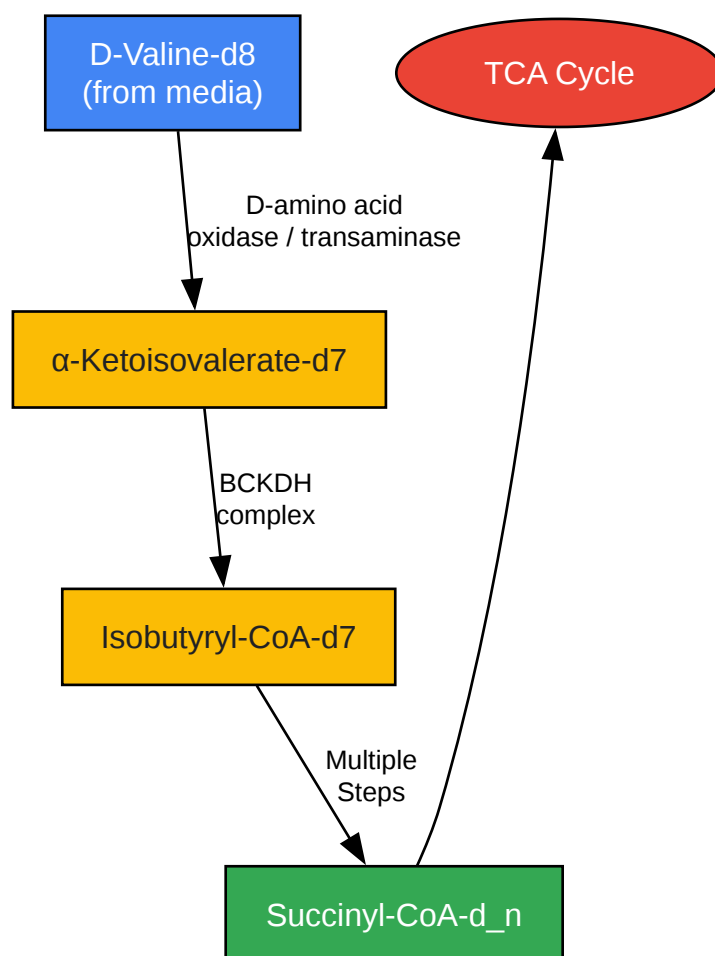 D-Valine-d8
(from media)
TCA Cycle
D-amino acid
oxidase / transaminase
α-Ketoisovalerate-d7
BCKDH
complex
Isobutyryl-CoA-d7
Multiple
Steps
Succinyl-CoA-d_n